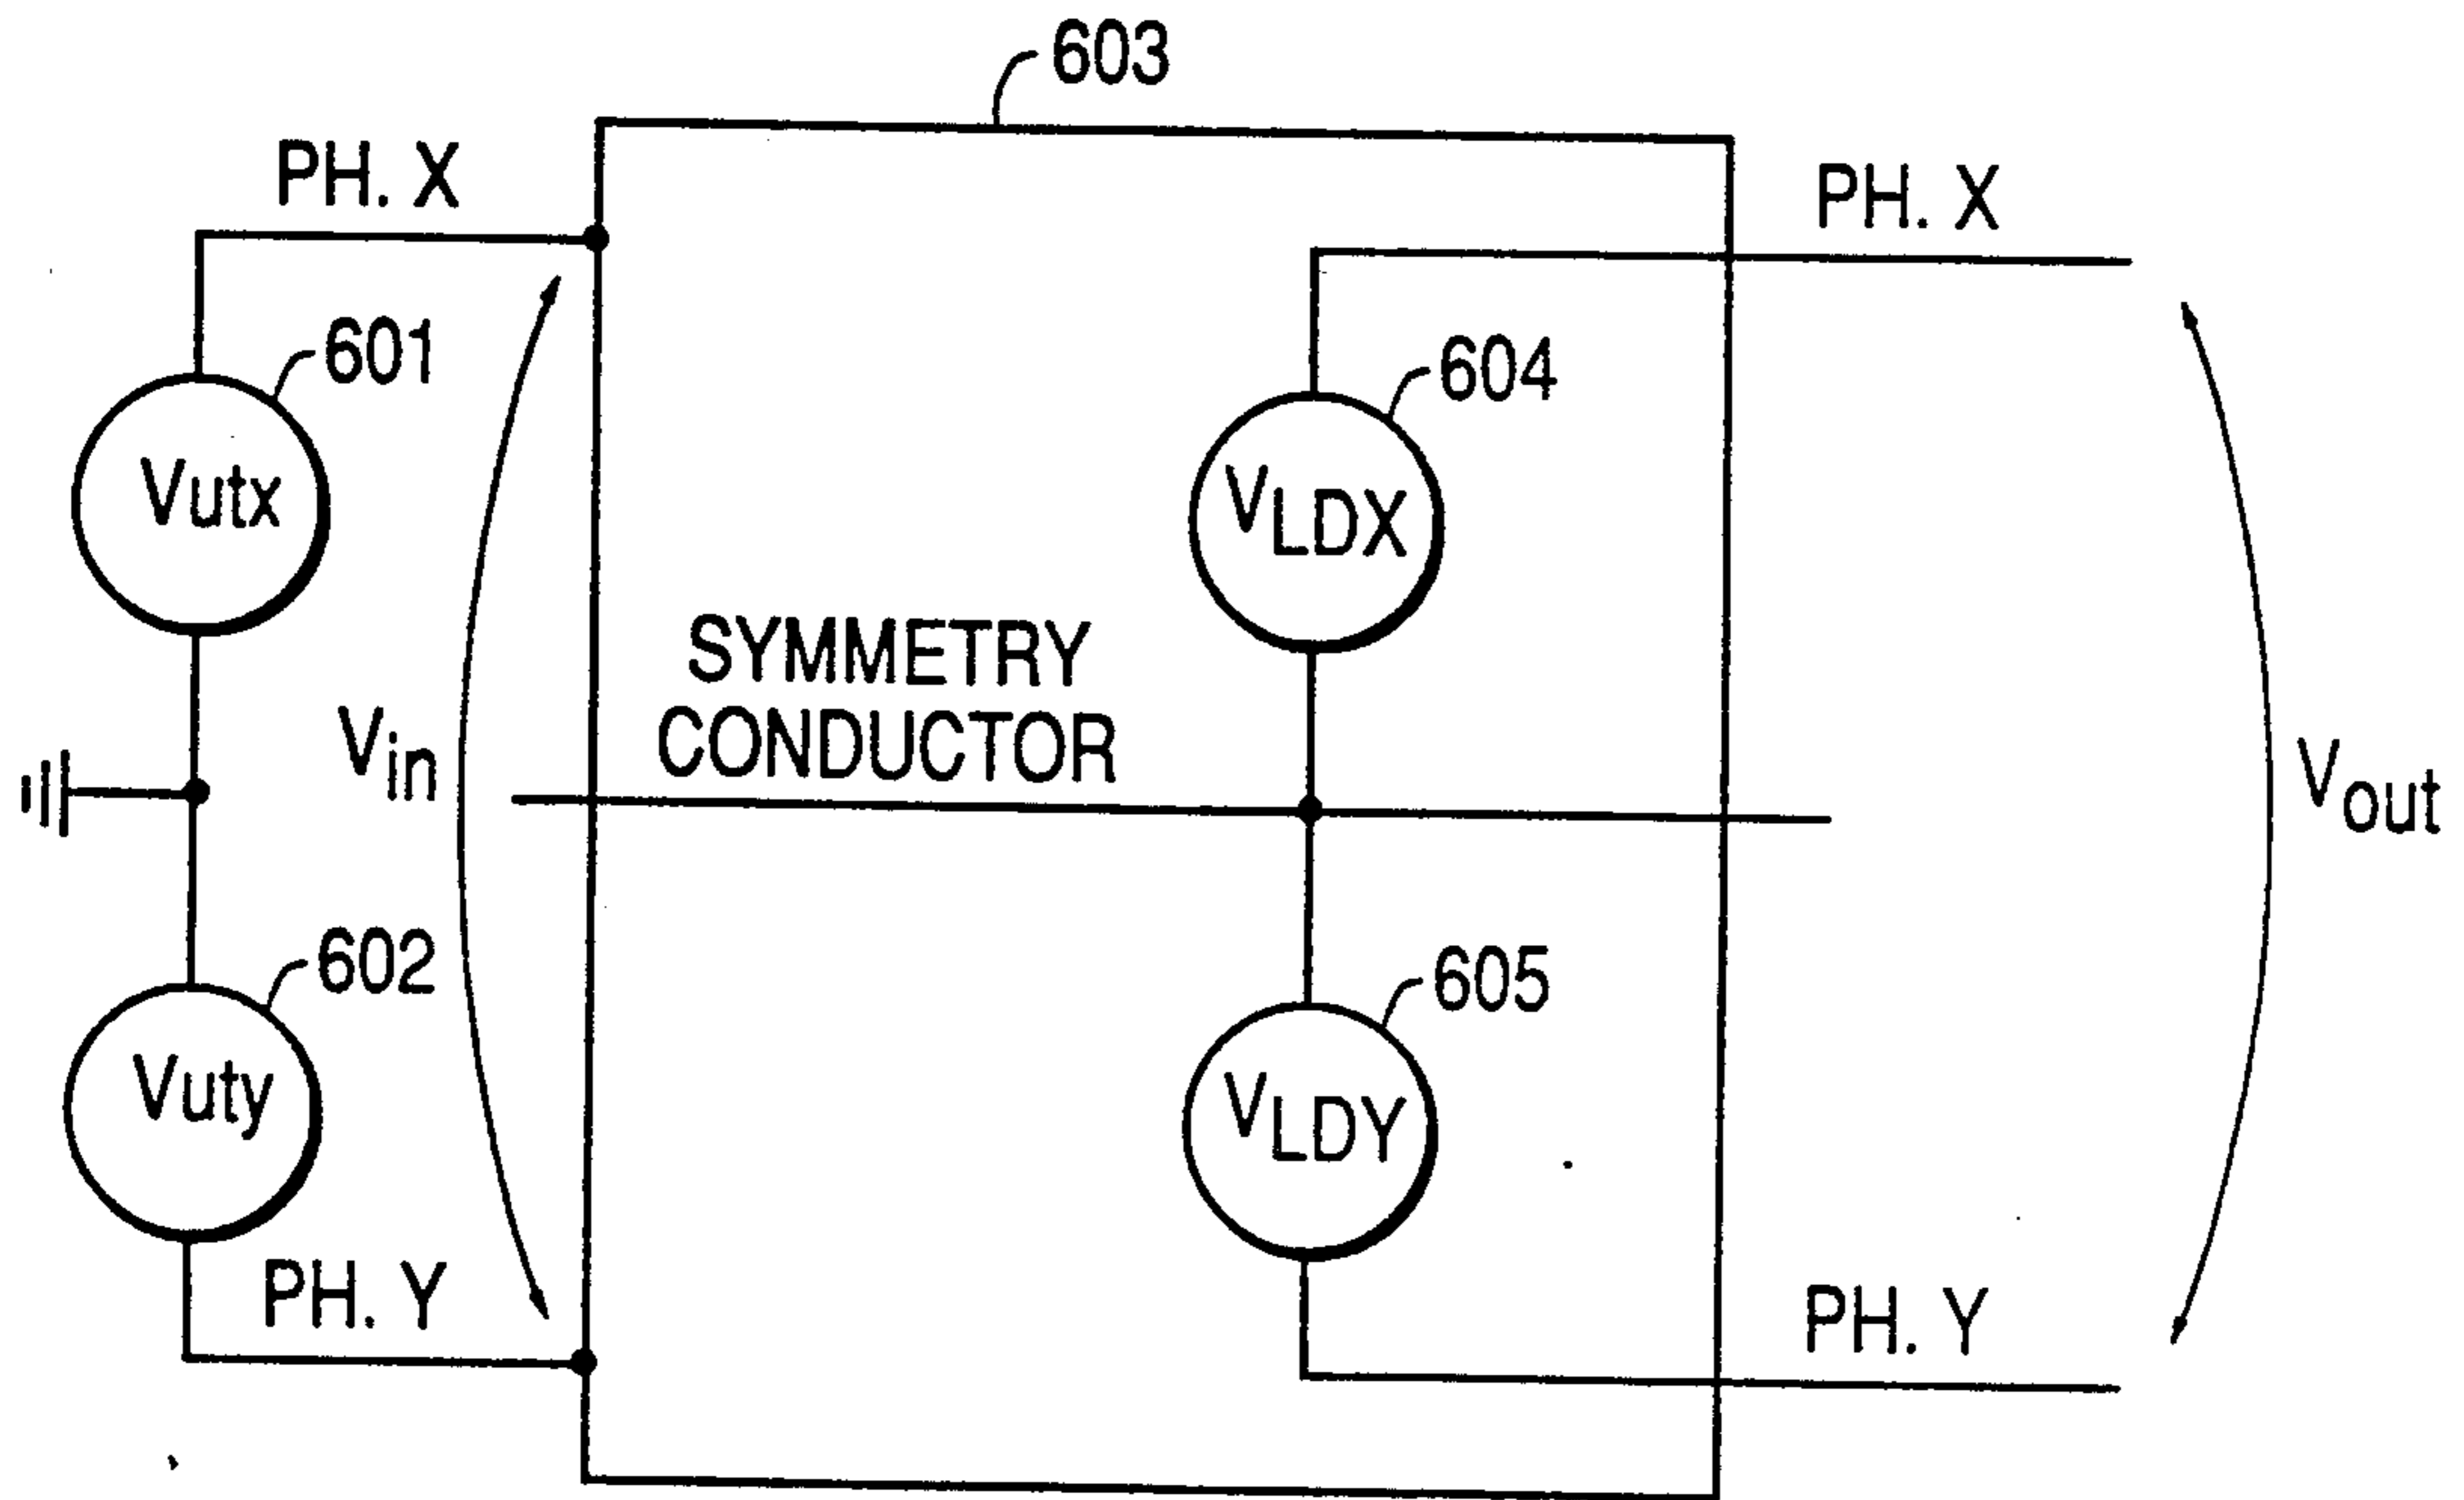 603
PH. X
PH. X
601
604
Vutx
VLDX
SYMMETRY
CONDUCTOR
Vin
Vout
602
605
Vuty
VLDY
PH. Y
PH. Y